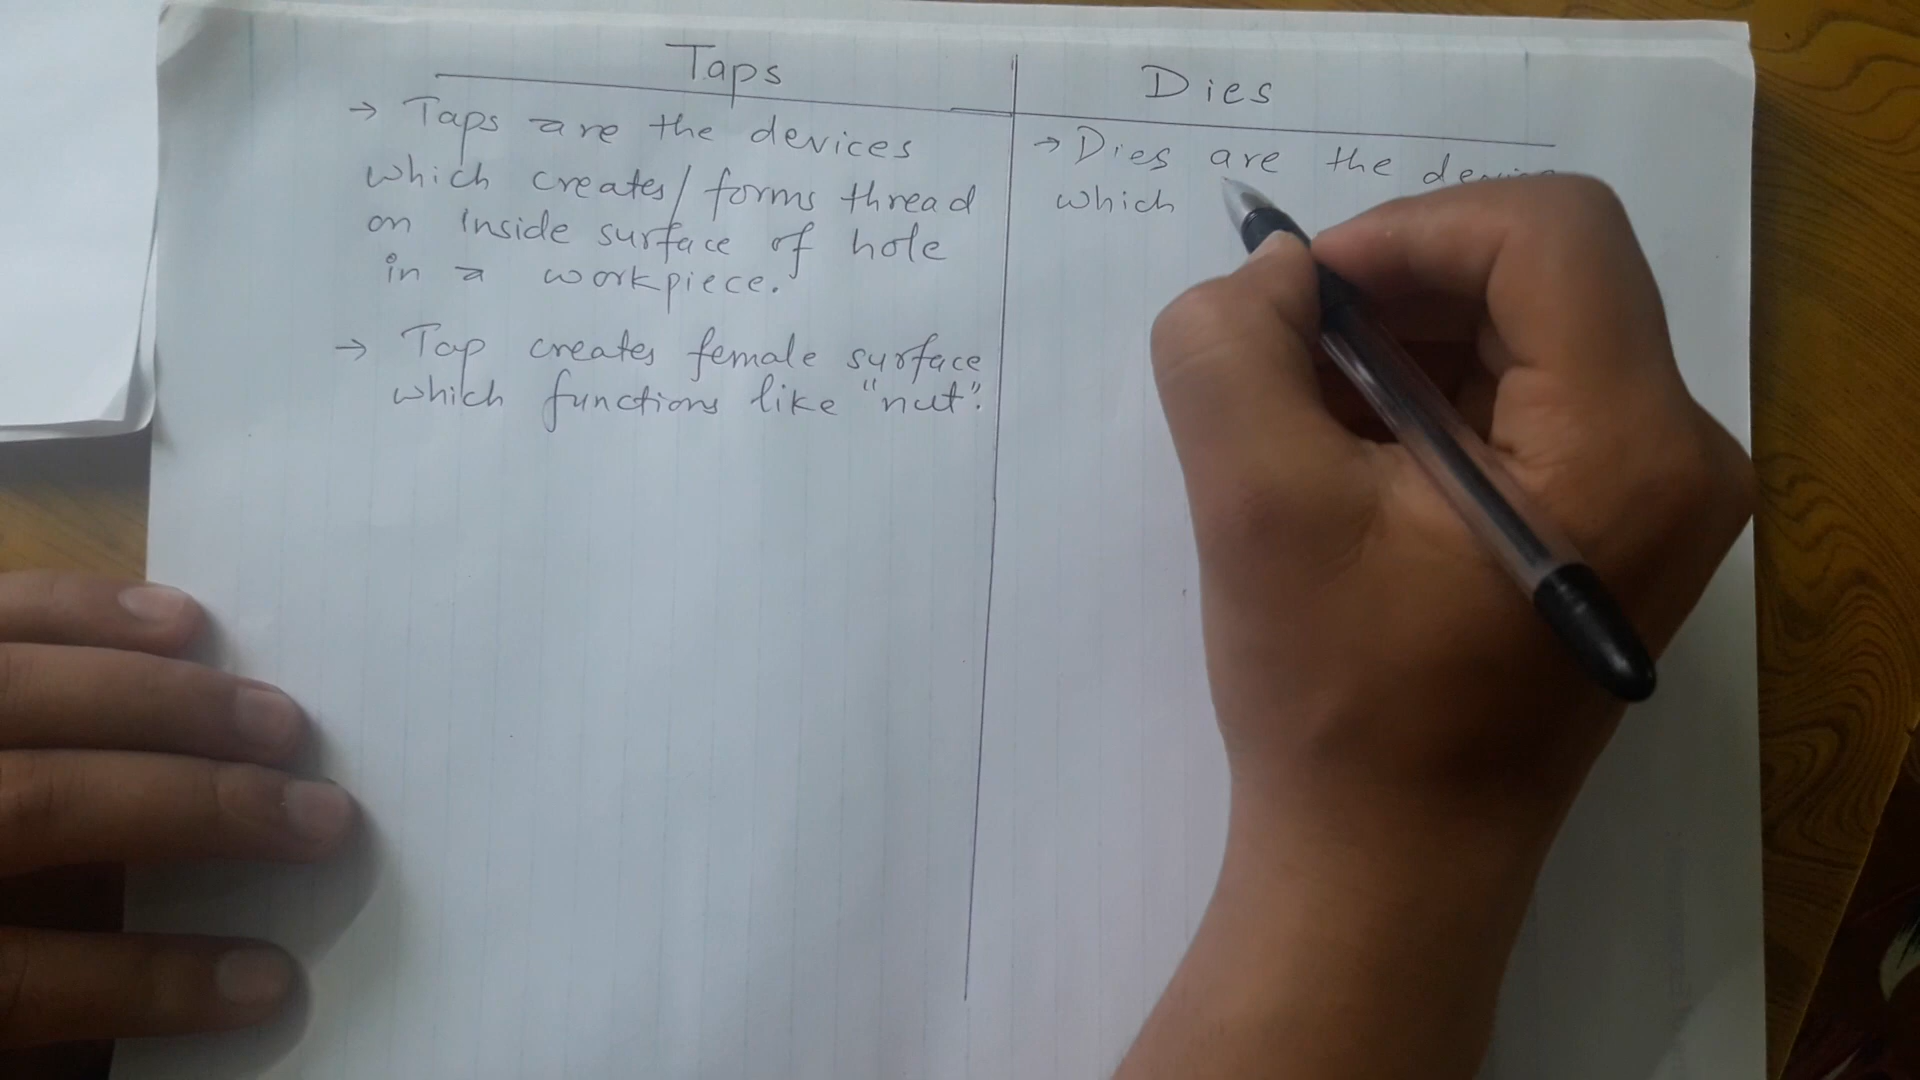 Taps
→ Taps are the devices
which creates/forms thread
on inside surface of hole
in a workpiece.
→ Tap creates female surface
which functions like "nut".
Dies
→ Dies are the
which